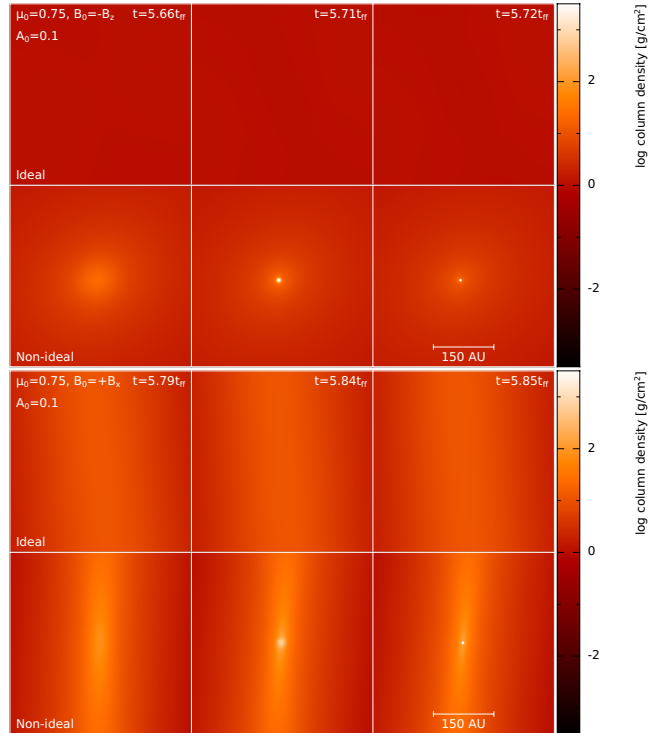 μ₀=0.75, B₀=-B_z t=5.66t_ff t=5.71t_ff t=5.72t_ff
A₀=0.1
Ideal
Non-ideal
150 AU
2
0
-2
log column density [g/cm²]
μ₀=0.75, B₀=+Bₓ t=5.79t_ff t=5.84t_ff t=5.85t_ff
A₀=0.1
Ideal
Non-ideal
150 AU
2
0
-2
log column density [g/cm²]